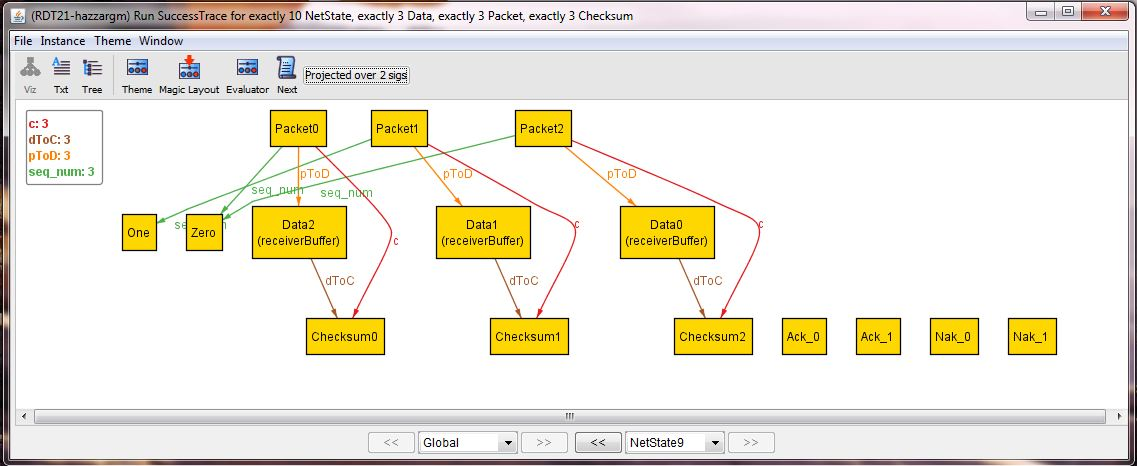 (RDT21-hazzargm) Run SuccessTrace for exactly 10 NetState, exactly 3 Data, exactly 3 Packet, exactly 3 Checksum
File Instance Theme Window
Viz Txt Tree Theme Magic Layout Evaluator Next Projected over 2 sigs
c: 3
dToC: 3
pToD: 3
seq_num: 3
Packet0 Packet1 Packet2
pToD pToD pToD
seq_num seq_num
One Zero
Data2
(receiverBuffer)
Data1
(receiverBuffer)
Data0
(receiverBuffer)
c c c
dToC dToC dToC
Checksum0 Checksum1 Checksum2 Ack_0 Ack_1 Nak_0 Nak_1
<< Global >> << NetState9 >>